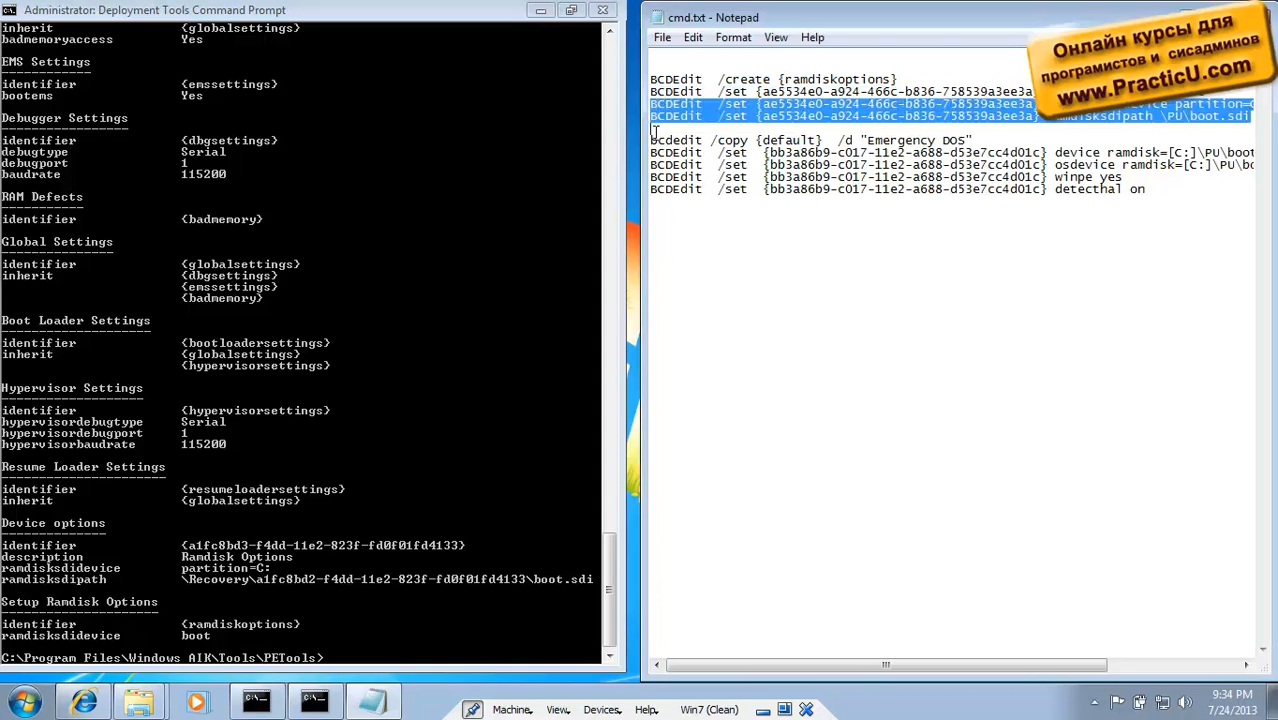 Administrator: Deployment Tools Command Prompt
inherit {globalsettings}
badmemoryaccess Yes
EMS Settings
------------
identifier {emssettings}
bootems Yes
Debugger Settings
-----------------
identifier {dbgsettings}
debugtype Serial
debugport 1
baudrate 115200
RAM Defects
-----------
identifier {badmemory}
Global Settings
---------------
identifier {globalsettings}
inherit {dbgsettings}
{emssettings}
{badmemory}
Boot Loader Settings
--------------------
identifier {bootloadersettings}
inherit {globalsettings}
{hypervisorsettings}
Hypervisor Settings
-------------------
identifier {hypervisorsettings}
hypervisordebugtype Serial
hypervisordebugport 1
hypervisorbaudrate 115200
Resume Loader Settings
----------------------
identifier {resumeloadersettings}
inherit {globalsettings}
Device options
--------------
identifier {a1fc8bd3-f4dd-11e2-823f-fd0f01fd4133}
description Ramdisk Options
ramdisksdidevice partition=C:
ramdisksdipath \Recovery\a1fc8bd2-f4dd-11e2-823f-fd0f01fd4133\boot.sdi
Setup Ramdisk Options
---------------------
identifier {ramdiskoptions}
ramdisksdidevice boot
C:\Program Files\Windows AIK\Tools\PETools>
cmd.txt - Notepad
File Edit Format View Help
Онлайн курсы для
програмистов и сисадминов
www.PracticU.com
BCDEdit /create {ramdiskoptions}
BCDEdit /set {ae5534e0-a924-466c-b836-758539a3ee3a}
BCDEdit /set {ae5534e0-a924-466c-b836-758539a3ee3a} partition=
BCDEdit /set {ae5534e0-a924-466c-b836-758539a3ee3a} \PU\boot.sdi
bcdedit /copy {default} /d "Emergency DOS"
BCDEdit /set {bb3a86b9-c017-11e2-a688-d53e7cc4d01c} device ramdisk=[C:]\PU\boot
BCDEdit /set {bb3a86b9-c017-11e2-a688-d53e7cc4d01c} osdevice ramdisk=[C:]\PU\b
BCDEdit /set {bb3a86b9-c017-11e2-a688-d53e7cc4d01c} winpe yes
BCDEdit /set {bb3a86b9-c017-11e2-a688-d53e7cc4d01c} detecthal on
Machine View Devices Help Win7 (Clean)
9:34 PM
7/24/2013